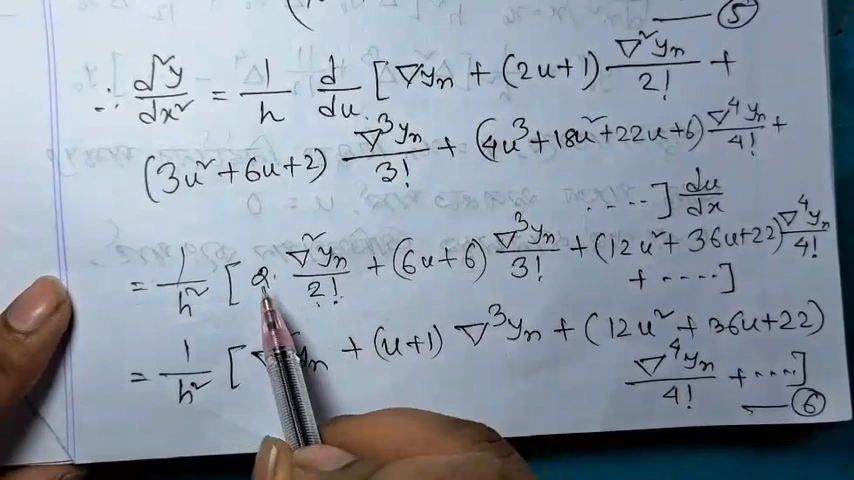 ⑤
∴ d²y/dx² = 1/h d/du [∇yₙ + (2u+1) ∇²yₙ/2! +
(3u²+6u+2) ∇³yₙ/3! + (4u³+18u²+22u+6) ∇⁴yₙ/4! +
.....] du/dx
= 1/h² [2. ∇²yₙ/2! + (6u+6) ∇³yₙ/3! + (12u²+36u+22) ∇⁴yₙ/4!
+ ....]
= 1/h² [∇²yₙ + (u+1) ∇³yₙ + (12u²+36u+22)
∇⁴yₙ/4! + ....]
⑥